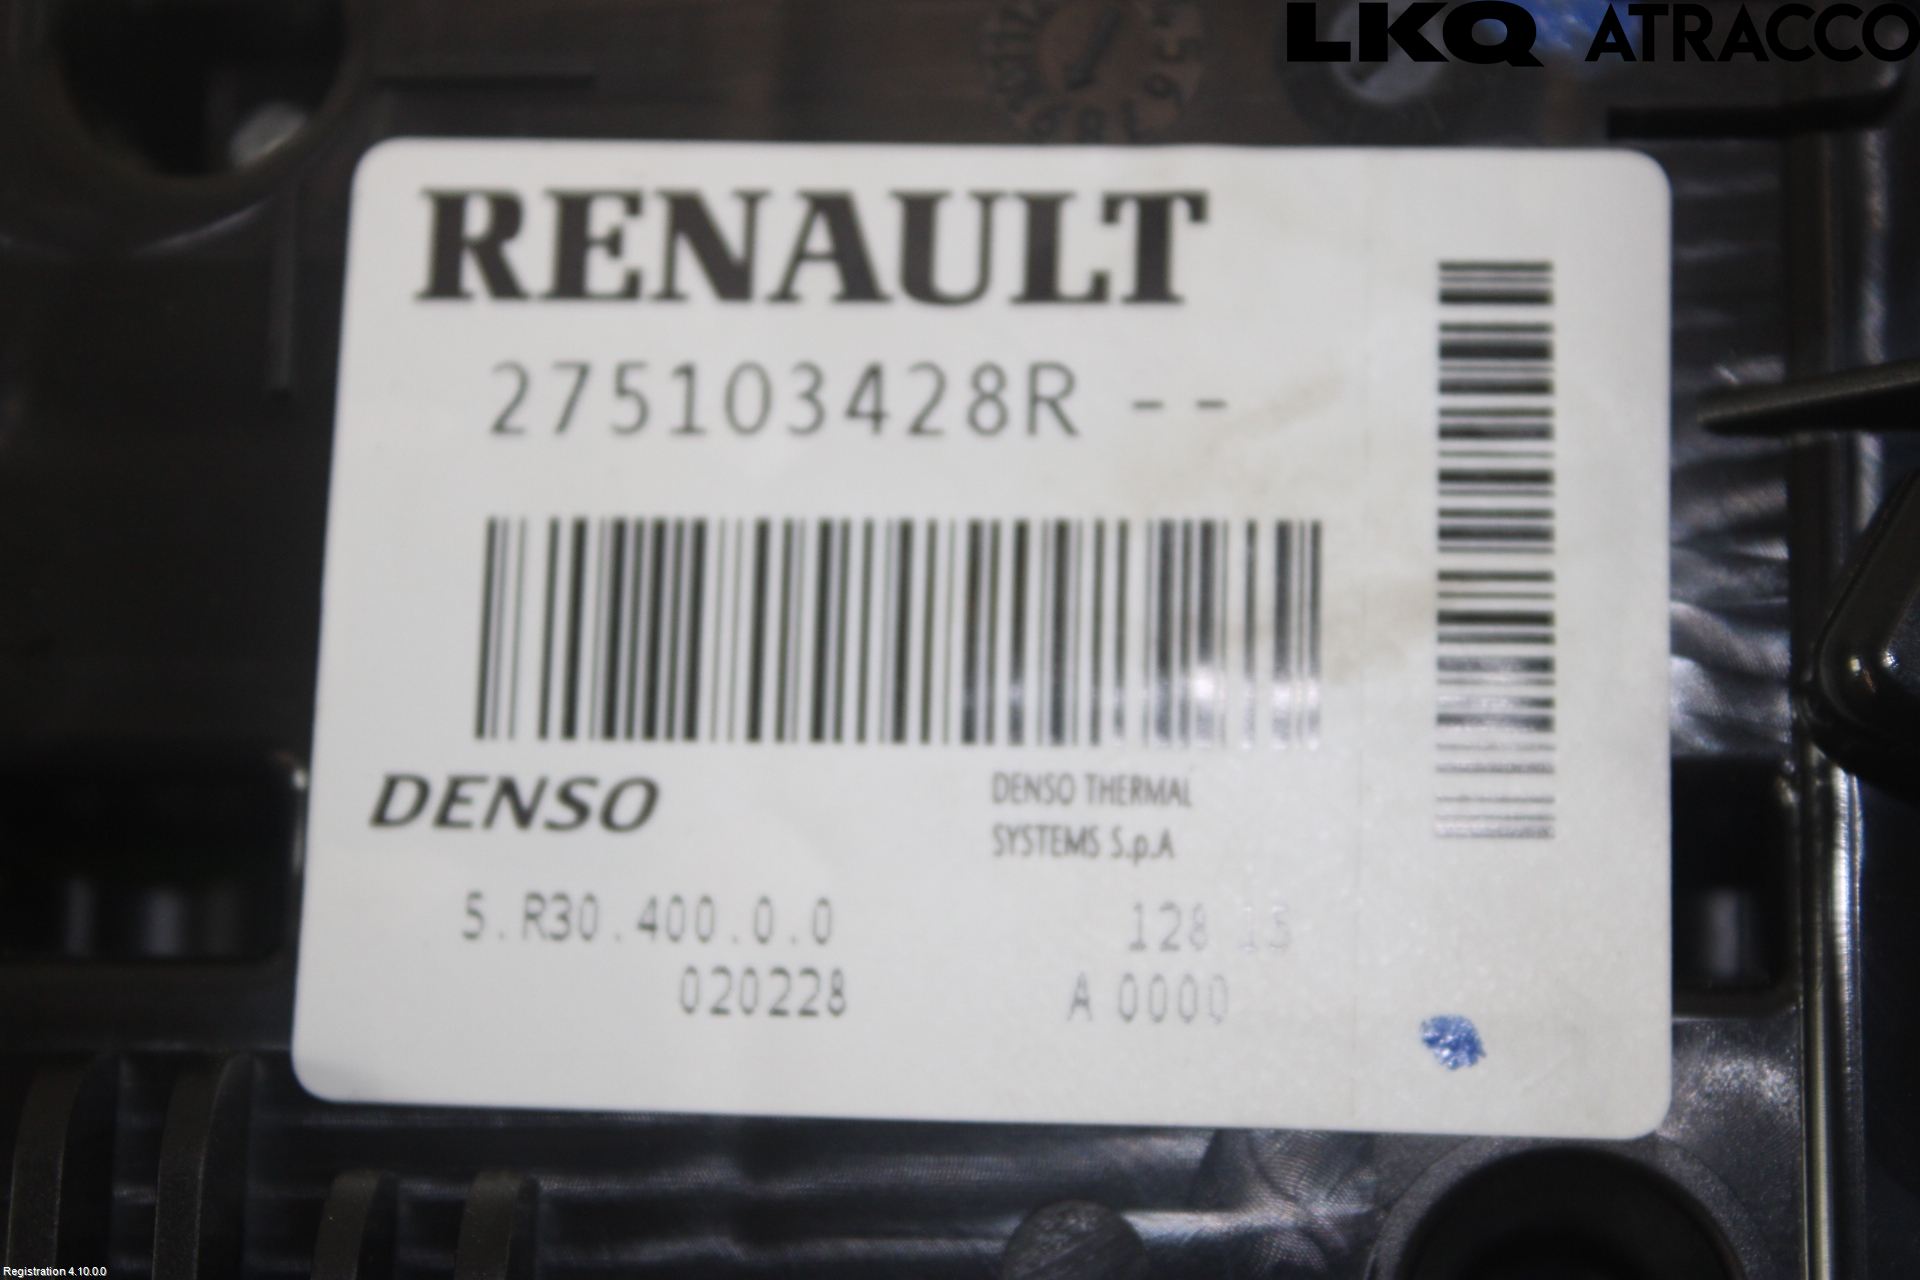 LKQ ATRACCO
RENAULT
275103428R --
DENSO
DENSO THERMAL
SYSTEMS S.p.A
5.R30.400.0.0
128 13
020228
A 0000
Registration 4.10.0.0